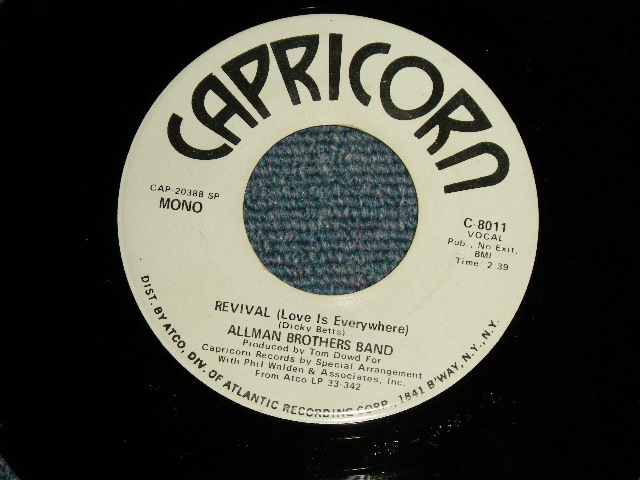 CAPRICORN
CAP-20388 SP
MONO
C-8011
VOCAL
Pub. No Exit,
BMI
Time: 2:39
REVIVAL (Love Is Everywhere)
(Dicky Betts)
ALLMAN BROTHERS BAND
Produced by Tom Dowd For
Capricorn Records by Special Arrangement
With Phil Walden & Associates, Inc.
From Atco LP 33-342
DIST. BY ATCO, DIV. OF ATLANTIC RECORDING CORP., 1841 B'WAY, N.Y., N.Y.